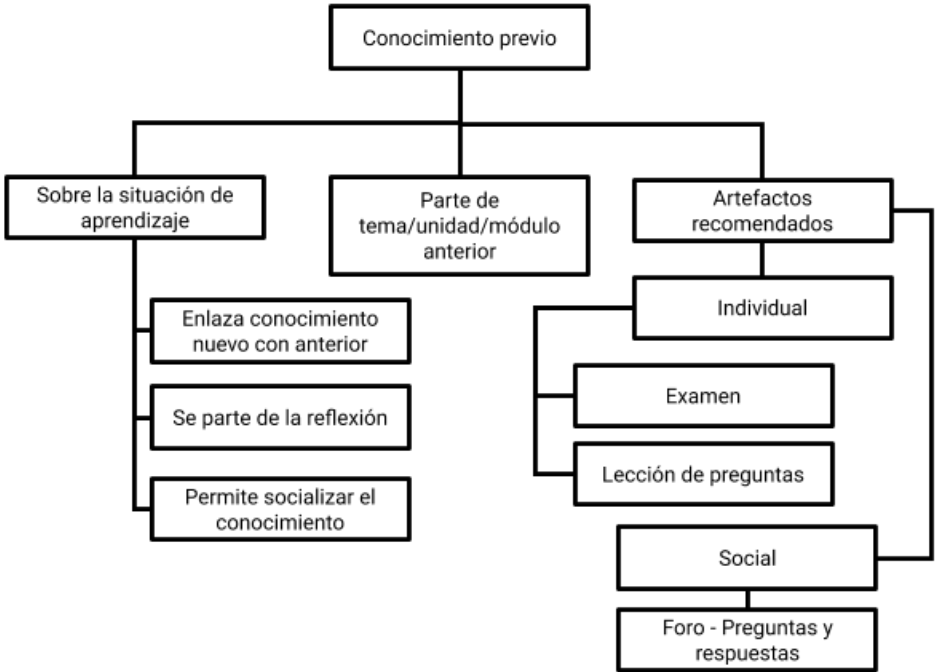 Conocimiento previo
Sobre la situación de
aprendizaje
Enlaza conocimiento
nuevo con anterior
Se parte de la reflexión
Permite socializar el
conocimiento
Parte de
tema/unidad/módulo
anterior
Artefactos
recomendados
Individual
Examen
Lección de preguntas
Social
Foro - Preguntas y
respuestas